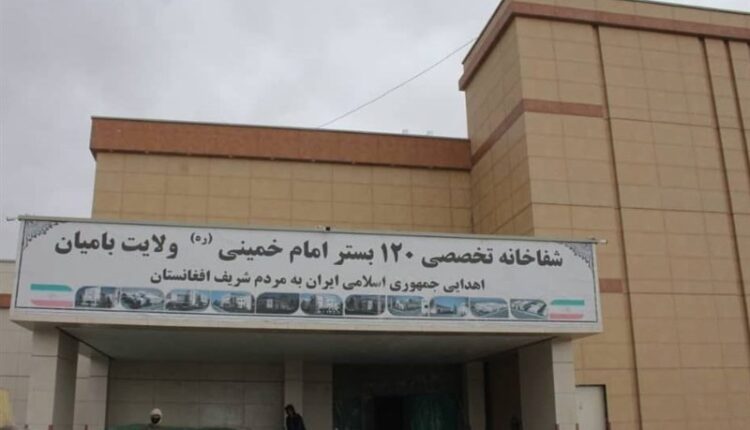 شفاخانه تخصصی ۱۲۰ بستر امام خمینی (ره) ولایت بامیان
اهدایی جمهوری اسلامی ایران به مردم شریف افغانستان